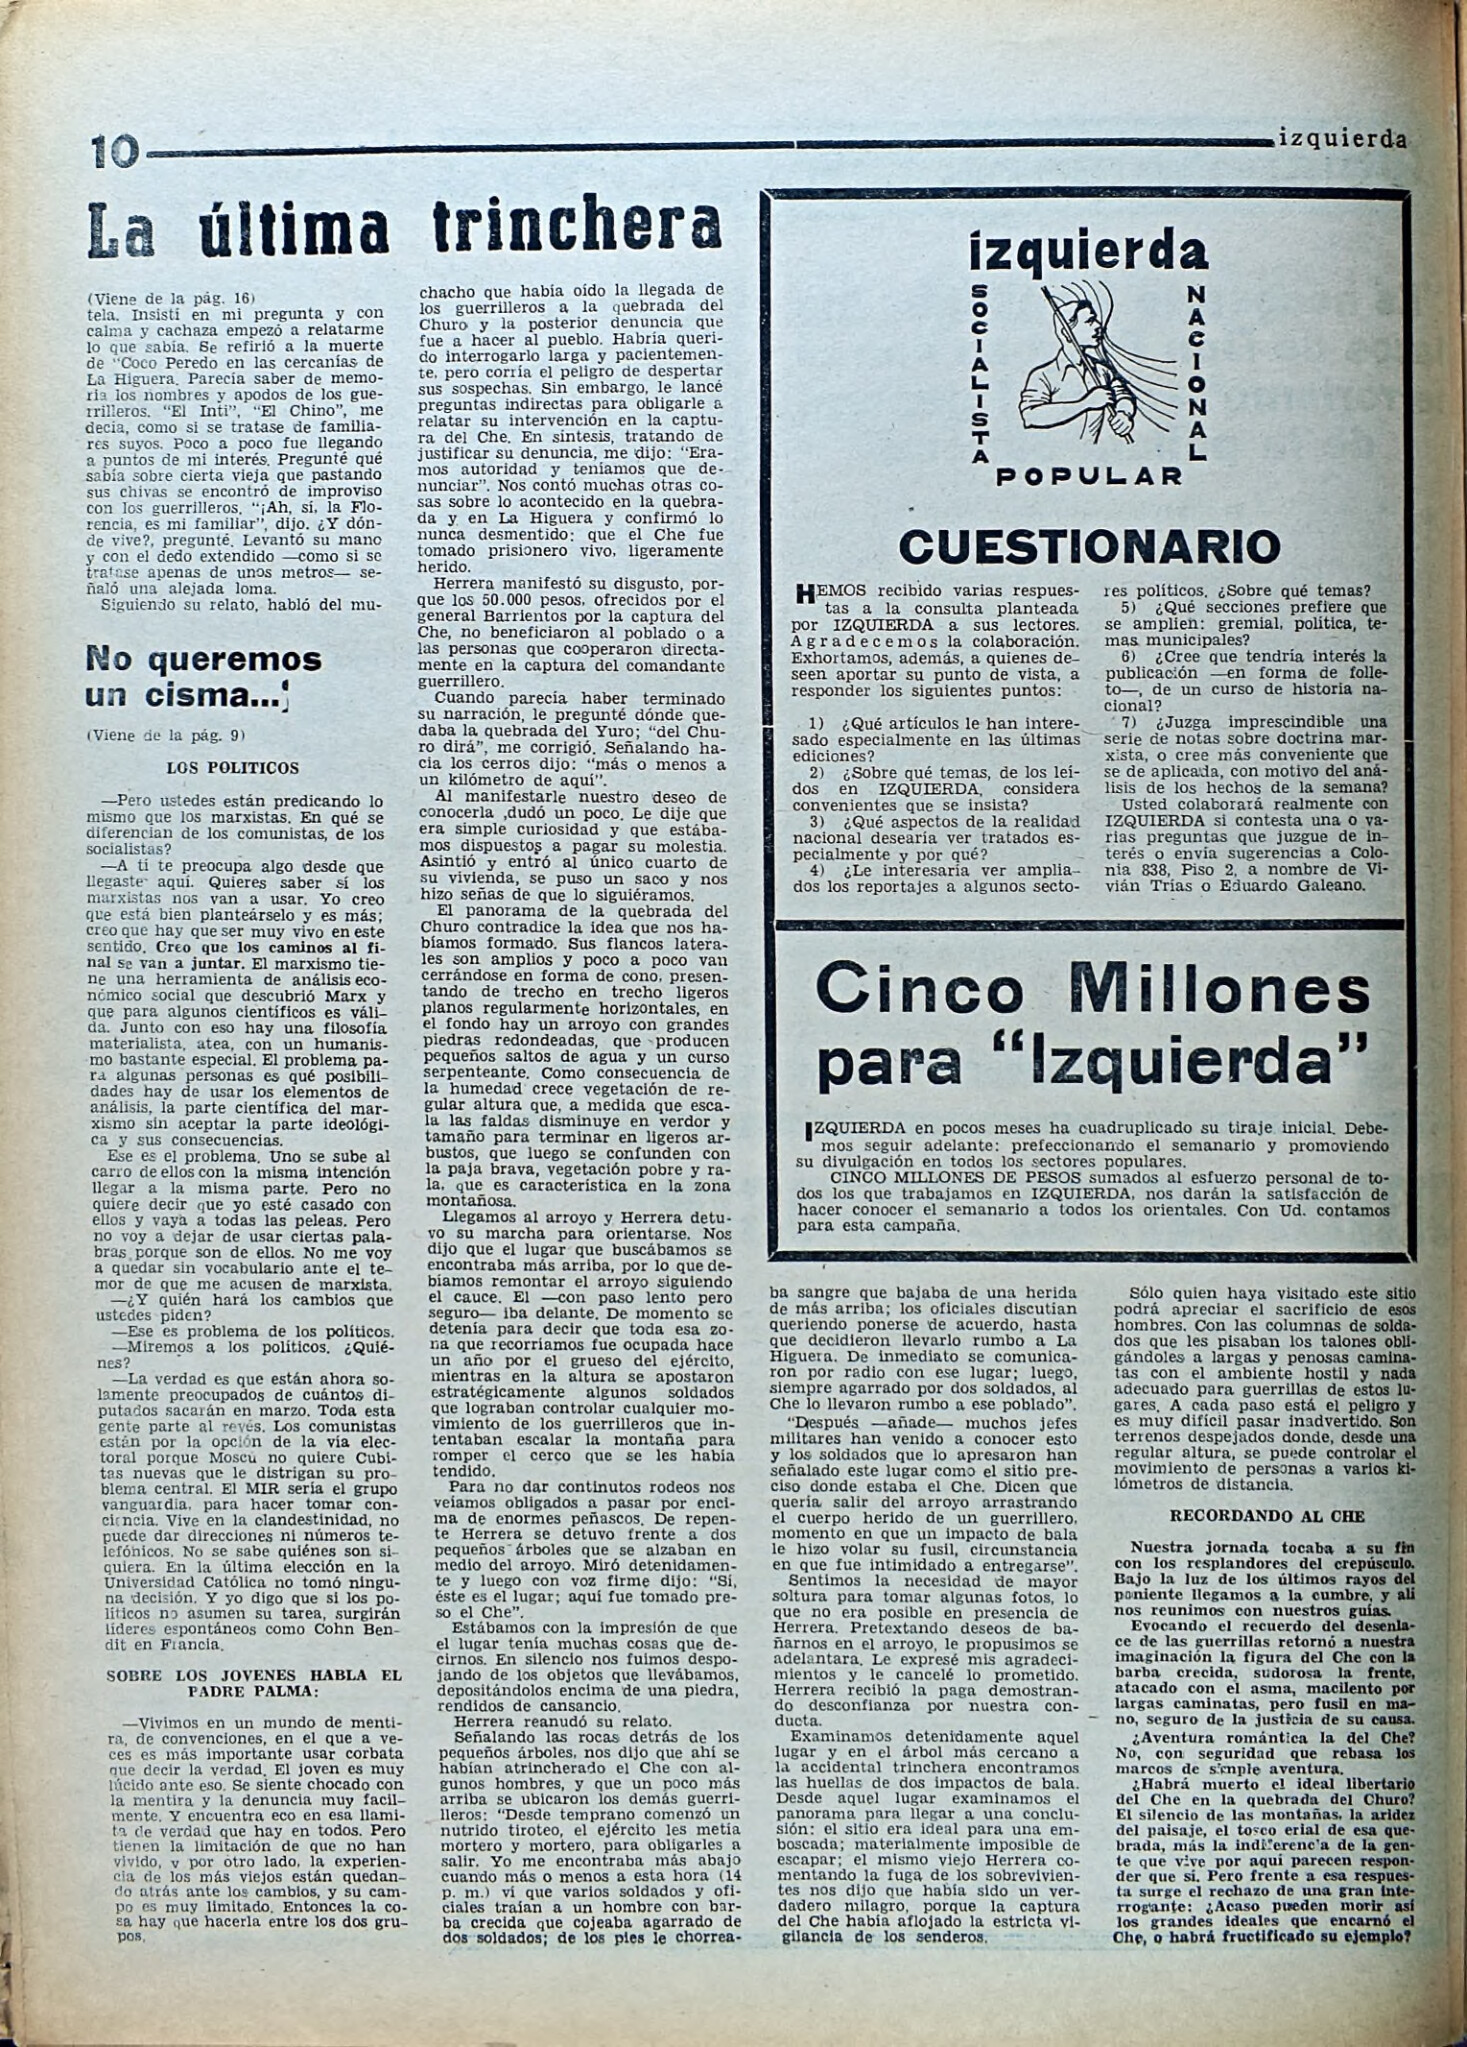 10
izquierda
La última trinchera
(Viene de la pág. 16)
tela. Insistí en mi pregunta y con
calma y cachaza empezó a relatarme
lo que sabía. Se refirió a la muerte
de "Coco Peredo en las cercanías de
La Higuera. Parecía saber de memo-
ria los nombres y apodos de los gue-
rrilleros. "El Inti", "El Chino", me
decía, como si se tratase de familia-
res suyos. Poco a poco fue llegando
a puntos de mi interés. Pregunté qué
sabía sobre cierta vieja que pastando
sus chivas se encontró de improviso
con los guerrilleros. "¡Ah, sí, la Flo-
rencia, es mi familiar", dijo. ¿Y dón-
de vive?, pregunté. Levantó su mano
y con el dedo extendido —como si se
tratase apenas de unos metros— se-
ñaló una alejada loma.
Siguiendo su relato, habló del mu-
chacho que había oído la llegada de
los guerrilleros a la quebrada del
Churo y la posterior denuncia que
fue a hacer al pueblo. Habría queri-
do interrogarlo larga y pacientemen-
te, pero corría el peligro de despertar
sus sospechas. Sin embargo, le lancé
preguntas indirectas para obligarle a
relatar su intervención en la captu-
ra del Che. En síntesis, tratando de
justificar su denuncia, me dijo: "Era-
mos autoridad y teníamos que de-
nunciar". Nos contó muchas otras co-
sas sobre lo acontecido en la quebra-
da y en La Higuera y confirmó lo
nunca desmentido: que el Che fue
tomado prisionero vivo, ligeramente
herido.
Herrera manifestó su disgusto, por-
que los 50.000 pesos, ofrecidos por el
general Barrientos por la captura del
Che, no beneficiaron al poblado o a
las personas que cooperaron directa-
mente en la captura del comandante
guerrillero.
Cuando parecía haber terminado
su narración, le pregunté dónde que-
daba la quebrada del Yuro; "del Chu-
ro dirá", me corrigió. Señalando ha-
cia los cerros dijo: "más o menos a
un kilómetro de aquí".
Al manifestarle nuestro deseo de
conocerla ,dudó un poco. Le dije que
era simple curiosidad y que estába-
mos dispuestos a pagar su molestia.
Asintió y entró al único cuarto de
su vivienda, se puso un saco y nos
hizo señas de que lo siguiéramos.
El panorama de la quebrada del
Churo contradice la idea que nos ha-
bíamos formado. Sus flancos latera-
les son amplios y poco a poco van
cerrándose en forma de cono, presen-
tando de trecho en trecho ligeros
planos regularmente horizontales, en
el fondo hay un arroyo con grandes
piedras redondeadas, que producen
pequeños saltos de agua y un curso
serpenteante. Como consecuencia de
la humedad crece vegetación de re-
gular altura que, a medida que esca-
la las faldas disminuye en verdor y
tamaño para terminar en ligeros ar-
bustos, que luego se confunden con
la paja brava, vegetación pobre y ra-
la, que es característica en la zona
montañosa.
Llegamos al arroyo y Herrera detu-
vo su marcha para orientarse. Nos
dijo que el lugar que buscábamos se
encontraba más arriba, por lo que de-
bíamos remontar el arroyo siguiendo
el cauce. El —con paso lento pero
seguro— iba delante. De momento se
detenía para decir que toda esa zo-
na que recorríamos fue ocupada hace
un año por el grueso del ejército,
mientras en la altura se apostaron
estratégicamente algunos soldados
que lograban controlar cualquier mo-
vimiento de los guerrilleros que in-
tentaban escalar la montaña para
romper el cerco que se les había
tendido.
Para no dar continutos rodeos nos
veíamos obligados a pasar por enci-
ma de enormes peñascos. De repen-
te Herrera se detuvo frente a dos
pequeños árboles que se alzaban en
medio del arroyo. Miró detenidamen-
te y luego con voz firme dijo: "Sí,
éste es el lugar; aquí fue tomado pre-
so el Che".
Estábamos con la impresión de que
el lugar tenía muchas cosas que de-
cirnos. En silencio nos fuimos despo-
jando de los objetos que llevábamos,
depositándolos encima de una piedra,
rendidos de cansancio.
Herrera reanudó su relato.
Señalando las rocas detrás de los
pequeños árboles, nos dijo que ahí se
habían atrincherado el Che con al-
gunos hombres, y que un poco más
arriba se ubicaron los demás guerri-
lleros: "Desde temprano comenzó un
nutrido tiroteo, el ejército les metía
mortero y mortero, para obligarles a
salir. Yo me encontraba más abajo
cuando más o menos a esta hora (14
p. m.) ví que varios soldados y ofi-
ciales traían a un hombre con bar-
ba crecida que cojeaba agarrado de
dos soldados; de los pies le chorrea-
ba sangre que bajaba de una herida
de más arriba; los oficiales discutían
queriendo ponerse de acuerdo, hasta
que decidieron llevarlo rumbo a La
Higuera. De inmediato se comunica-
ron por radio con ese lugar; luego,
siempre agarrado por dos soldados, al
Che lo llevaron rumbo a ese poblado".
"Después —añade— muchos jefes
militares han venido a conocer esto
y los soldados que lo apresaron han
señalado este lugar como el sitio pre-
ciso donde estaba el Che. Dicen que
quería salir del arroyo arrastrando
el cuerpo herido de un guerrillero,
momento en que un impacto de bala
le hizo volar su fusil, circunstancia
en que fue intimidado a entregarse".
Sentimos la necesidad de mayor
soltura para tomar algunas fotos, lo
que no era posible en presencia de
Herrera. Pretextando deseos de ba-
ñarnos en el arroyo, le propusimos se
adelantara. Le expresé mis agradeci-
mientos y le cancelé lo prometido.
Herrera recibió la paga demostran-
do desconfianza por nuestra con-
ducta.
Examinamos detenidamente aquel
lugar y en el árbol más cercano a
la accidental trinchera encontramos
las huellas de dos impactos de bala.
Desde aquel lugar examinamos el
panorama para llegar a una conclu-
sión: el sitio era ideal para una em-
boscada; materialmente imposible de
escapar; el mismo viejo Herrera co-
mentando la fuga de los sobrevivien-
tes nos dijo que había sido un ver-
dadero milagro, porque la captura
del Che había aflojado la estricta vi-
gilancia de los senderos.
Sólo quien haya visitado este sitio
podrá apreciar el sacrificio de esos
hombres. Con las columnas de solda-
dos que les pisaban los talones obli-
gándoles a largas y penosas camina-
tas con el ambiente hostil y nada
adecuado para guerrillas de estos lu-
gares. A cada paso está el peligro y
es muy difícil pasar inadvertido. Son
terrenos despejados donde, desde una
regular altura, se puede controlar el
movimiento de personas a varios ki-
lómetros de distancia.
RECORDANDO AL CHE
Nuestra jornada tocaba a su fin
con los resplandores del crepúsculo.
Bajo la luz de los últimos rayos del
poniente llegamos a la cumbre, y allí
nos reunimos con nuestros guías.
Evocando el recuerdo del desenla-
ce de las guerrillas retornó a nuestra
imaginación la figura del Che con la
barba crecida, sudorosa la frente,
atacado con el asma, macilento por
largas caminatas, pero fusil en ma-
no, seguro de la justicia de su causa.
¿Aventura romántica la del Che?
No, con seguridad que rebasa los
marcos de simple aventura.
¿Habrá muerto el ideal libertario
del Che en la quebrada del Churo?
El silencio de las montañas, la aridez
del paisaje, el tosco erial de esa que-
brada, más la indiferencia de la gen-
te que vive por aquí parecen respon-
der que sí. Pero frente a esa respues-
ta surge el rechazo de una gran inte-
rrogante: ¿Acaso pueden morir así
los grandes ideales que encarnó el
Che, o habrá fructificado su ejemplo?
No queremos
un cisma...
(Viene de la pág. 9)
LOS POLITICOS
—Pero ustedes están predicando lo
mismo que los marxistas. En qué se
diferencian de los comunistas, de los
socialistas?
—A ti te preocupa algo desde que
llegaste aquí. Quieres saber sí los
marxistas nos van a usar. Yo creo
que está bien planteárselo y es más;
creo que hay que ser muy vivo en este
sentido. Creo que los caminos al fi-
nal se van a juntar. El marxismo tie-
ne una herramienta de análisis eco-
nómico social que descubrió Marx y
que para algunos científicos es váli-
da. Junto con eso hay una filosofía
materialista, atea, con un humanis-
mo bastante especial. El problema pa-
ra algunas personas es qué posibili-
dades hay de usar los elementos de
análisis, la parte científica del mar-
xismo sin aceptar la parte ideológi-
ca y sus consecuencias.
Ese es el problema. Uno se sube al
carro de ellos con la misma intención
llegar a la misma parte. Pero no
quiere decir que yo esté casado con
ellos y vaya a todas las peleas. Pero
no voy a dejar de usar ciertas pala-
bras porque son de ellos. No me voy
a quedar sin vocabulario ante el te-
mor de que me acusen de marxista.
—¿Y quién hará los cambios que
ustedes piden?
—Ese es problema de los políticos.
—Miremos a los políticos. ¿Quié-
nes?
—La verdad es que están ahora so-
lamente preocupados de cuántos di-
putados sacarán en marzo. Toda esta
gente parte al revés. Los comunistas
están por la opción de la vía elec-
toral porque Moscú no quiere Cubi-
tas nuevas que le distrigan su pro-
blema central. El MIR sería el grupo
vanguardia, para hacer tomar con-
ciencia. Vive en la clandestinidad, no
puede dar direcciones ni números te-
lefónicos. No se sabe quiénes son si-
quiera. En la última elección en la
Universidad Católica no tomó ningu-
na decisión. Y yo digo que si los po-
líticos no asumen su tarea, surgirán
líderes espontáneos como Cohn Ben-
dit en Francia.
SOBRE LOS JOVENES HABLA EL
PADRE PALMA:
—Vivimos en un mundo de menti-
ra, de convenciones, en el que a ve-
ces es más importante usar corbata
que decir la verdad. El joven es muy
lúcido ante eso. Se siente chocado con
la mentira y la denuncia muy facil-
mente. Y encuentra eco en esa llami-
ta de verdad que hay en todos. Pero
tienen la limitación de que no han
vivido, y por otro lado, la experien-
cia de los más viejos están quedan-
do atrás ante los cambios, y su cam-
po es muy limitado. Entonces la co-
sa hay que hacerla entre los dos gru-
pos.
izquierda
SOCIALISTA
NACIONAL
POPULAR
CUESTIONARIO
HEMOS recibido varias respues-
tas a la consulta planteada
por IZQUIERDA a sus lectores.
Agradecemos la colaboración.
Exhortamos, además, a quienes de-
seen aportar su punto de vista, a
responder los siguientes puntos:
1) ¿Qué artículos le han intere-
sado especialmente en las últimas
ediciones?
2) ¿Sobre qué temas, de los leí-
dos en IZQUIERDA, considera
convenientes que se insista?
3) ¿Qué aspectos de la realidad
nacional desearía ver tratados es-
pecialmente y por qué?
4) ¿Le interesaría ver amplia-
dos los reportajes a algunos secto-
res políticos. ¿Sobre qué temas?
5) ¿Qué secciones prefiere que
se amplíen: gremial, política, te-
mas municipales?
6) ¿Cree que tendría interés la
publicación —en forma de folle-
to—, de un curso de historia na-
cional?
7) ¿Juzga imprescindible una
serie de notas sobre doctrina mar-
xista, o cree más conveniente que
se de aplicada, con motivo del aná-
lisis de los hechos de la semana?
Usted colaborará realmente con
IZQUIERDA si contesta una o va-
rias preguntas que juzgue de in-
terés o envía sugerencias a Colo-
nia 838, Piso 2, a nombre de Vi-
vián Trías o Eduardo Galeano.
Cinco Millones
para "Izquierda"
IZQUIERDA en pocos meses ha cuadruplicado su tiraje inicial. Debe-
mos seguir adelante: prefeccionando el semanario y promoviendo
su divulgación en todos los sectores populares.
CINCO MILLONES DE PESOS sumados al esfuerzo personal de to-
dos los que trabajamos en IZQUIERDA, nos darán la satisfacción de
hacer conocer el semanario a todos los orientales. Con Ud. contamos
para esta campaña.